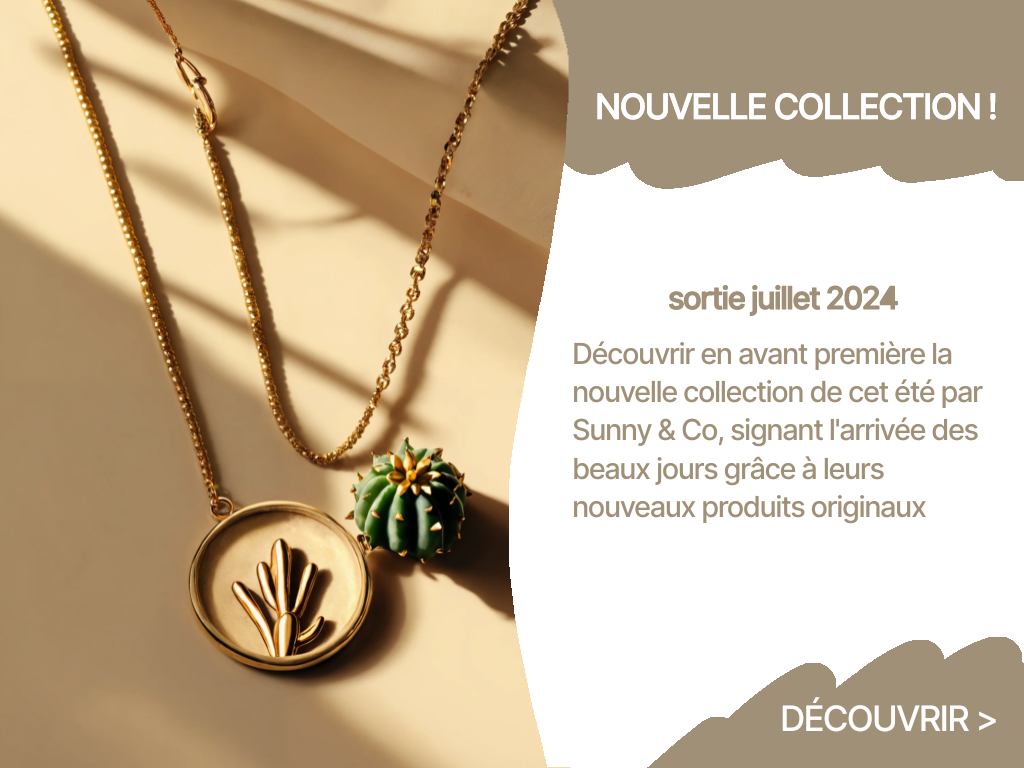 NOUVELLE COLLECTION !
sortie juillet 2024
Découvrir en avant première la
nouvelle collection de cet été par
Sunny & Co, signant l'arrivée des
beaux jours grâce à leurs
nouveaux produits originaux
DÉCOUVRIR >